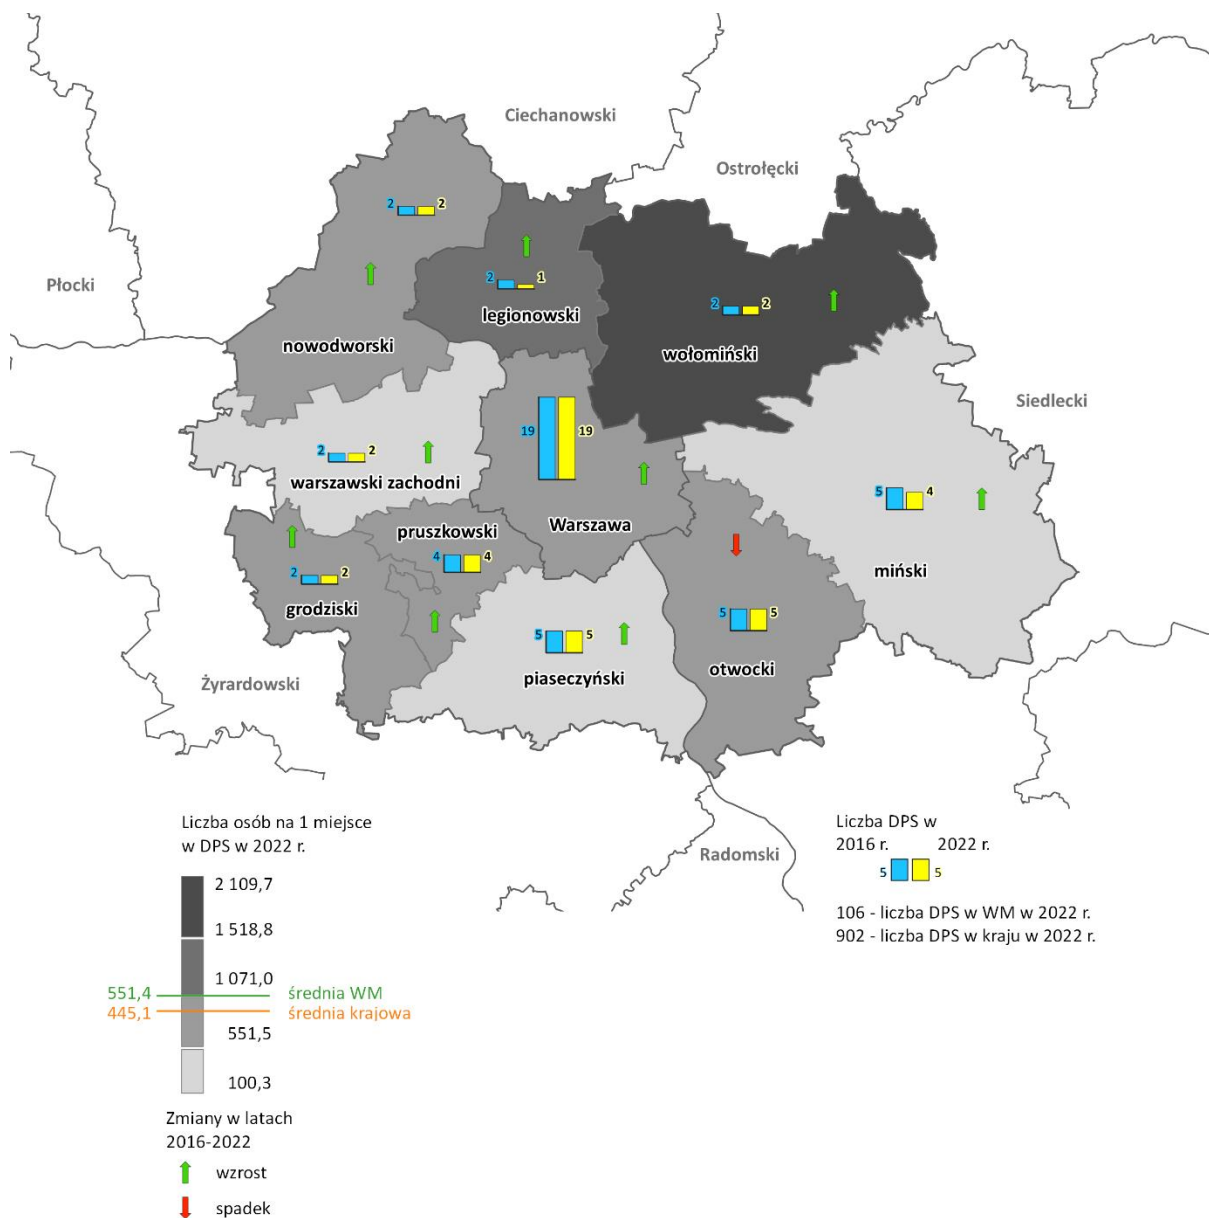 Ciechanowski
Ostrołęcki
2 2
Płocki
2 1
legionowski
2 2
nowodworski
wołomiński
Siedlecki
19 19
2 2
warszawski zachodni
5 4
Warszawa
pruszkowski
4 4
miński
2 2
grodziski
5 5
5 5
otwocki
piaseczyński
Żyrardowski
Radomski
Liczba osób na 1 miejsce
w DPS w 2022 r.
2 109,7
1 518,8
1 071,0
551,4 średnia WM
445,1 średnia krajowa
551,5
100,3
Zmiany w latach
2016-2022
wzrost
spadek
Liczba DPS w
2016 r. 2022 r.
5 5
106 - liczba DPS w WM w 2022 r.
902 - liczba DPS w kraju w 2022 r.